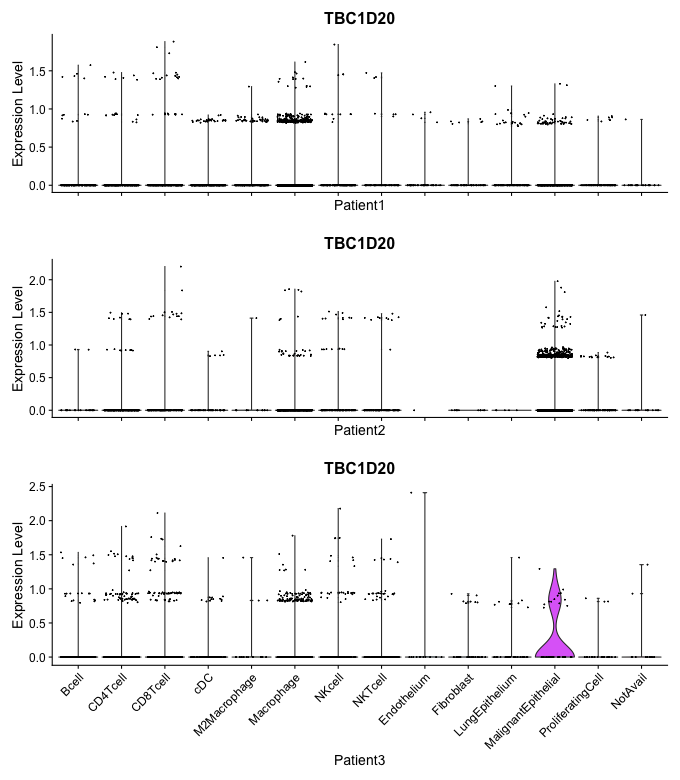 TBC1D20
Expression Level
1.5
1.0
0.5
0.0
Patient1
TBC1D20
Expression Level
2.0
1.5
1.0
0.5
0.0
Patient2
TBC1D20
Expression Level
2.5
2.0
1.5
1.0
0.5
0.0
Bcell
CD4Tcell
CD8Tcell
cDC
M2Macrophage
Macrophage
NKcell
NKTcell
Endothelium
Fibroblast
LungEpithelium
MalignantEpithelial
ProliferatingCell
NotAvail
Patient3